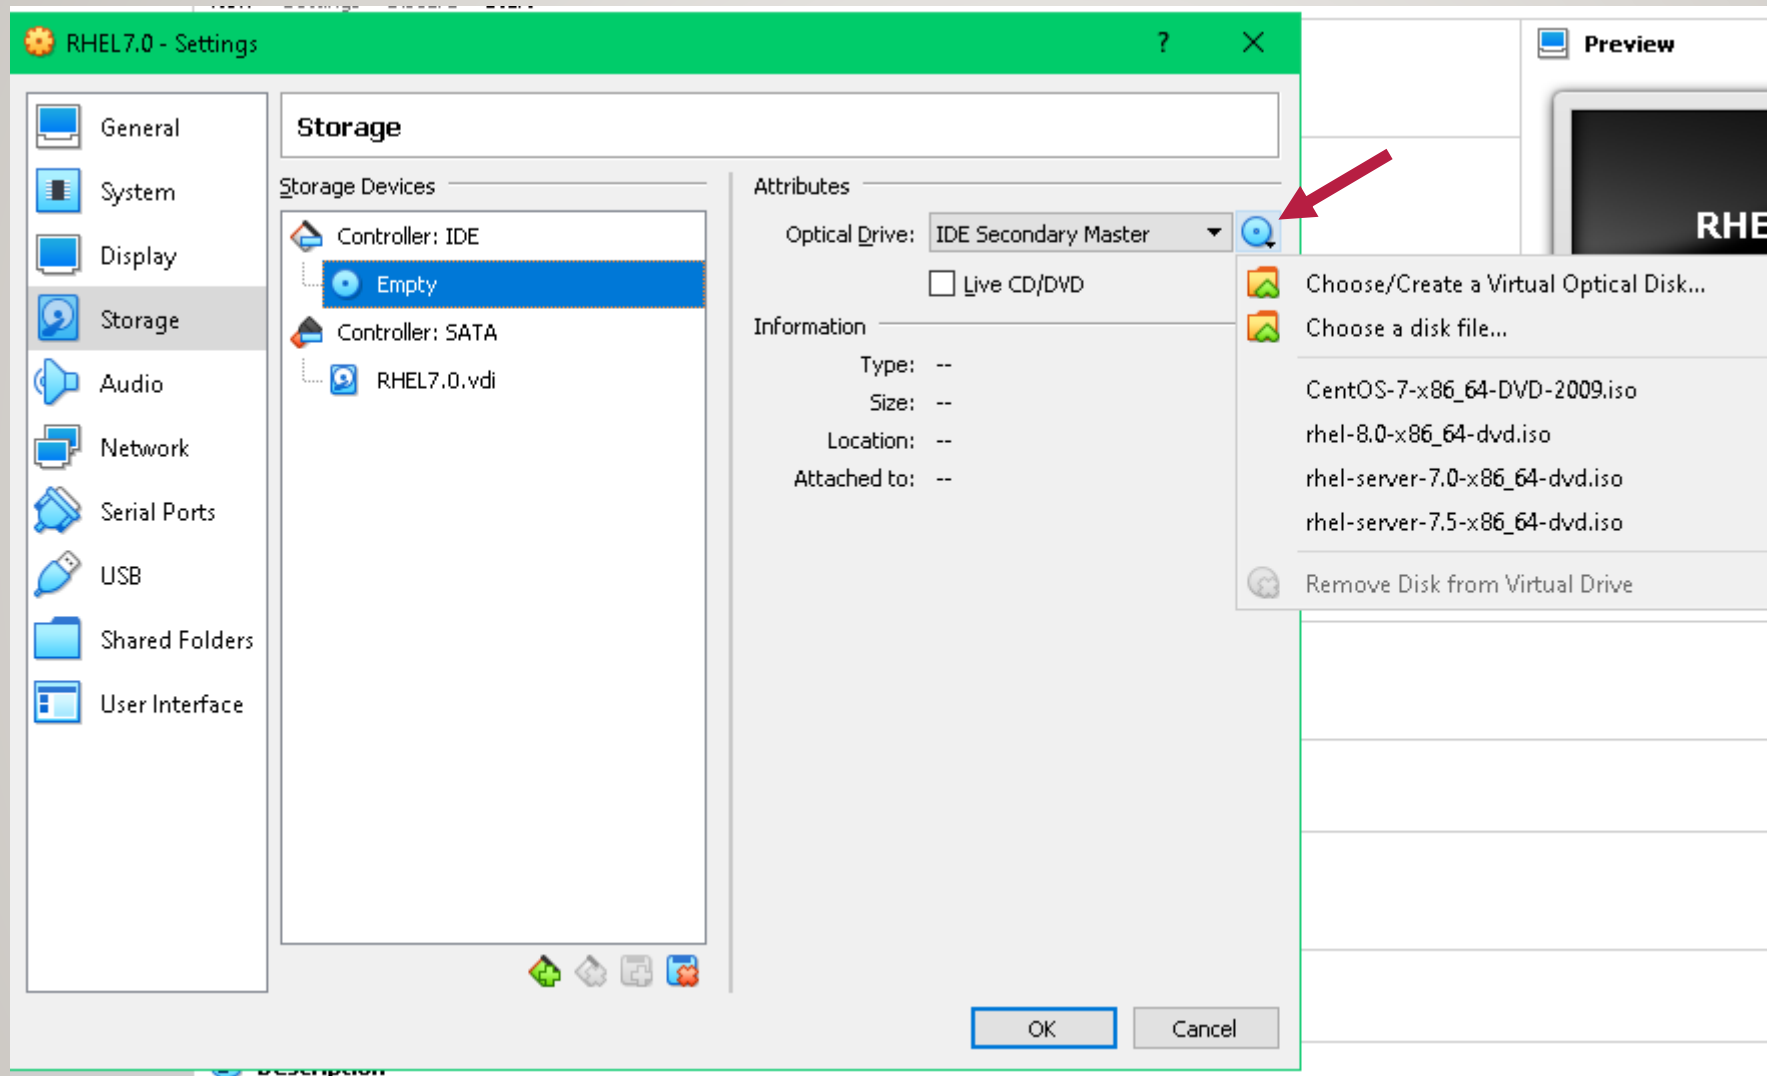 RHEL7.0 - Settings
?
Preview
General
System
Display
Storage
Audio
Network
Serial Ports
USB
Shared Folders
User Interface
Storage
Storage Devices
Controller: IDE
Empty
Controller: SATA
RHEL7.0.vdi
Attributes
Optical Drive: IDE Secondary Master
Live CD/DVD
Information
Type: --
Size: --
Location: --
Attached to: --
RHE
Choose/Create a Virtual Optical Disk...
Choose a disk file...
CentOS-7-x86_64-DVD-2009.iso
rhel-8.0-x86_64-dvd.iso
rhel-server-7.0-x86_64-dvd.iso
rhel-server-7.5-x86_64-dvd.iso
Remove Disk from Virtual Drive
OK
Cancel
Description